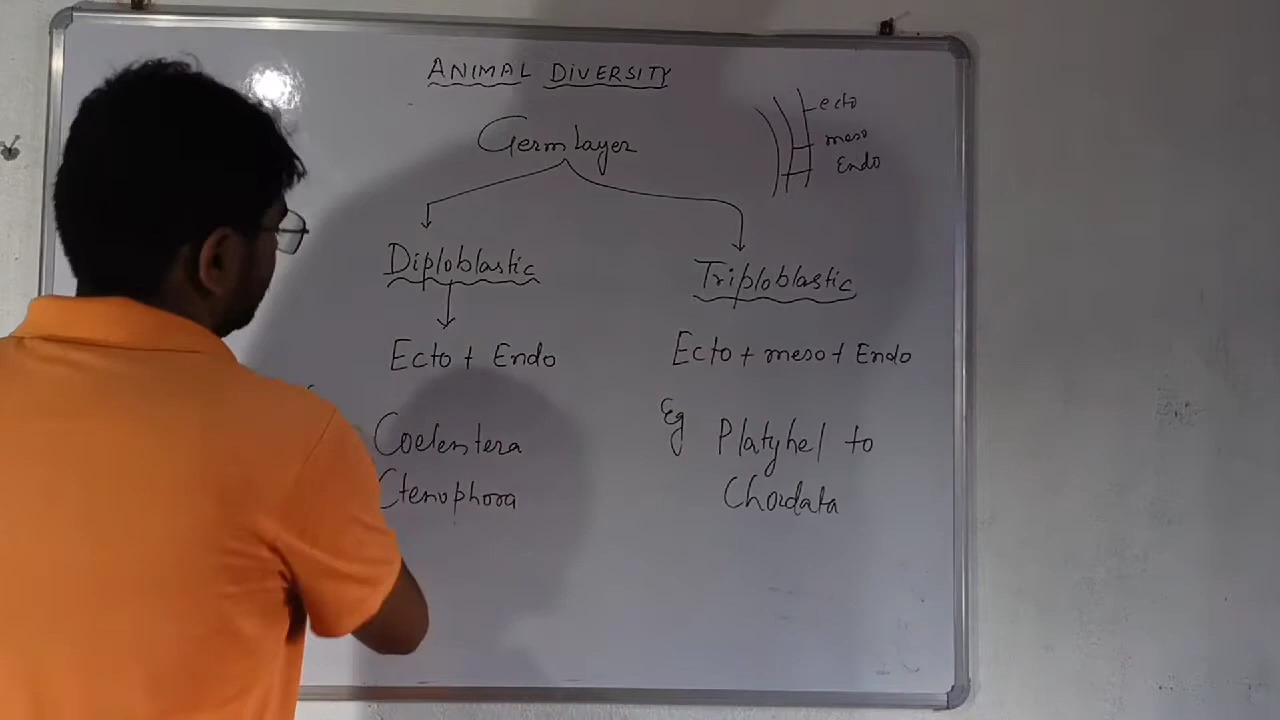 ANIMAL DIVERSITY
Germ Layer
ecto
meso
Endo
Diploblastic
Triploblastic
Ecto + Endo
Ecto + meso + Endo
Coelentera
Ctenophora
Eg Platyhel to
Chordata